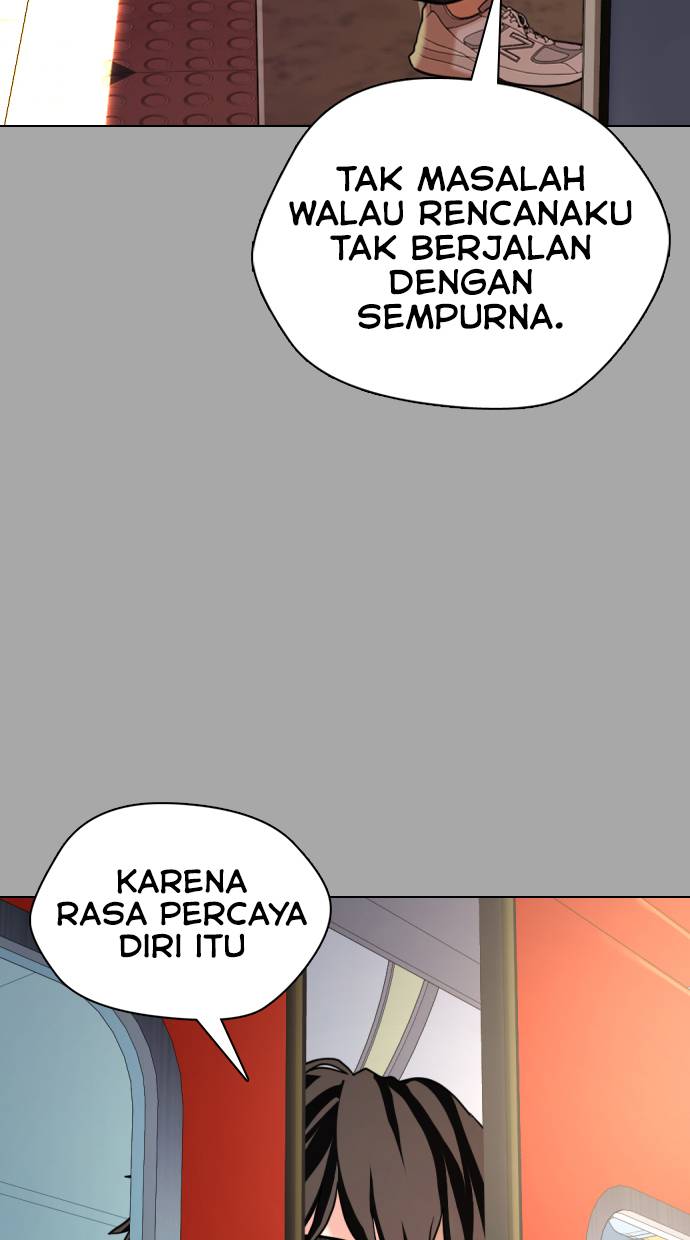 TAK MASALAH
WALAU RENCANAKU
TAK BERJALAN
DENGAN
SEMPURNA.
KARENA
RASA PERCAYA
DIRI ITU